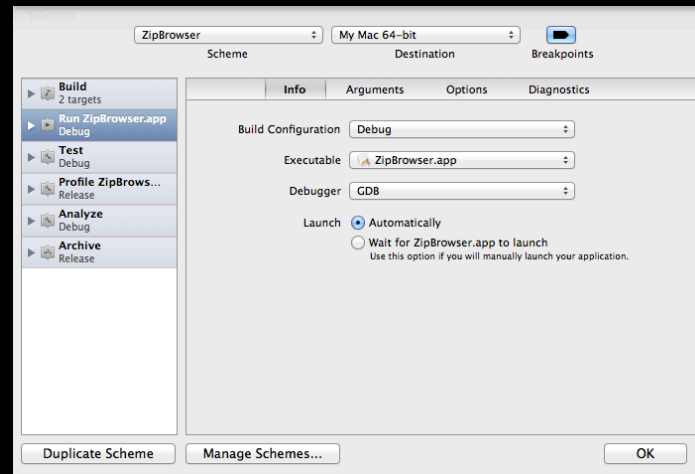 ZipBrowser My Mac 64-bit
Scheme Destination Breakpoints
Build
2 targets
Run ZipBrowser.app
Debug
Test
Debug
Profile ZipBrows...
Release
Analyze
Debug
Archive
Release
Info Arguments Options Diagnostics
Build Configuration Debug
Executable ZipBrowser.app
Debugger GDB
Launch Automatically
Wait for ZipBrowser.app to launch
Use this option if you will manually launch your application.
Duplicate Scheme Manage Schemes... OK